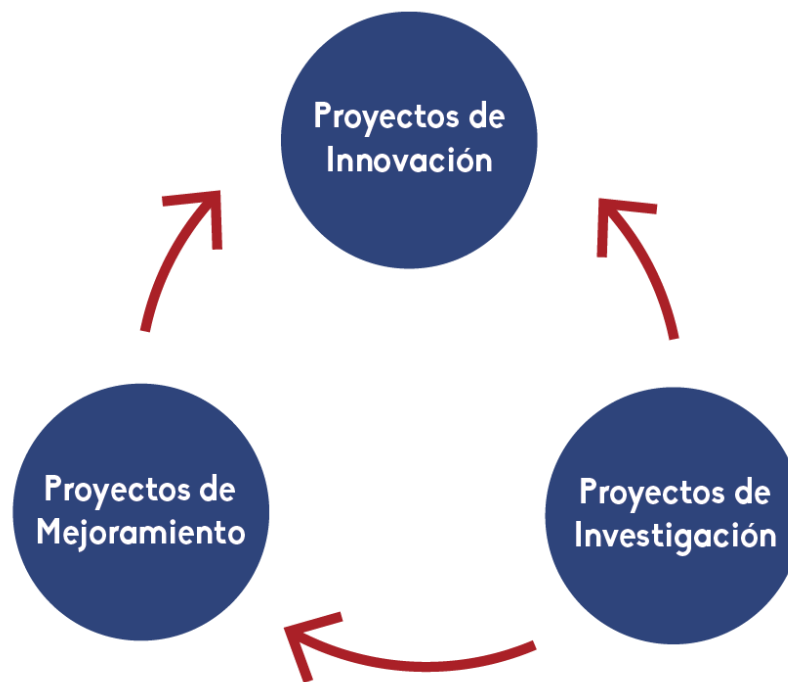 Proyectos de
Innovación
Proyectos de
Mejoramiento
Proyectos de
Investigación